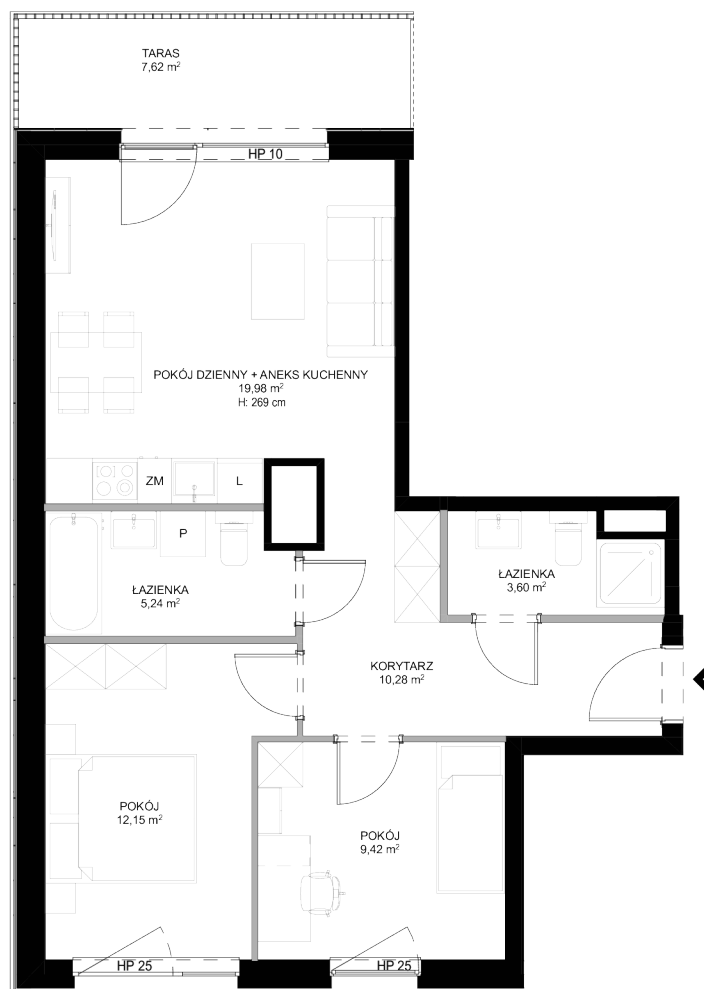 TARAS
7,62 m²
HP 10
POKÓJ DZIENNY + ANEKS KUCHENNY
19,98 m²
H: 269 cm
ZM
L
P
ŁAZIENKA
5,24 m²
ŁAZIENKA
3,60 m²
KORYTARZ
10,28 m²
POKÓJ
12,15 m²
POKÓJ
9,42 m²
HP 25
HP 25